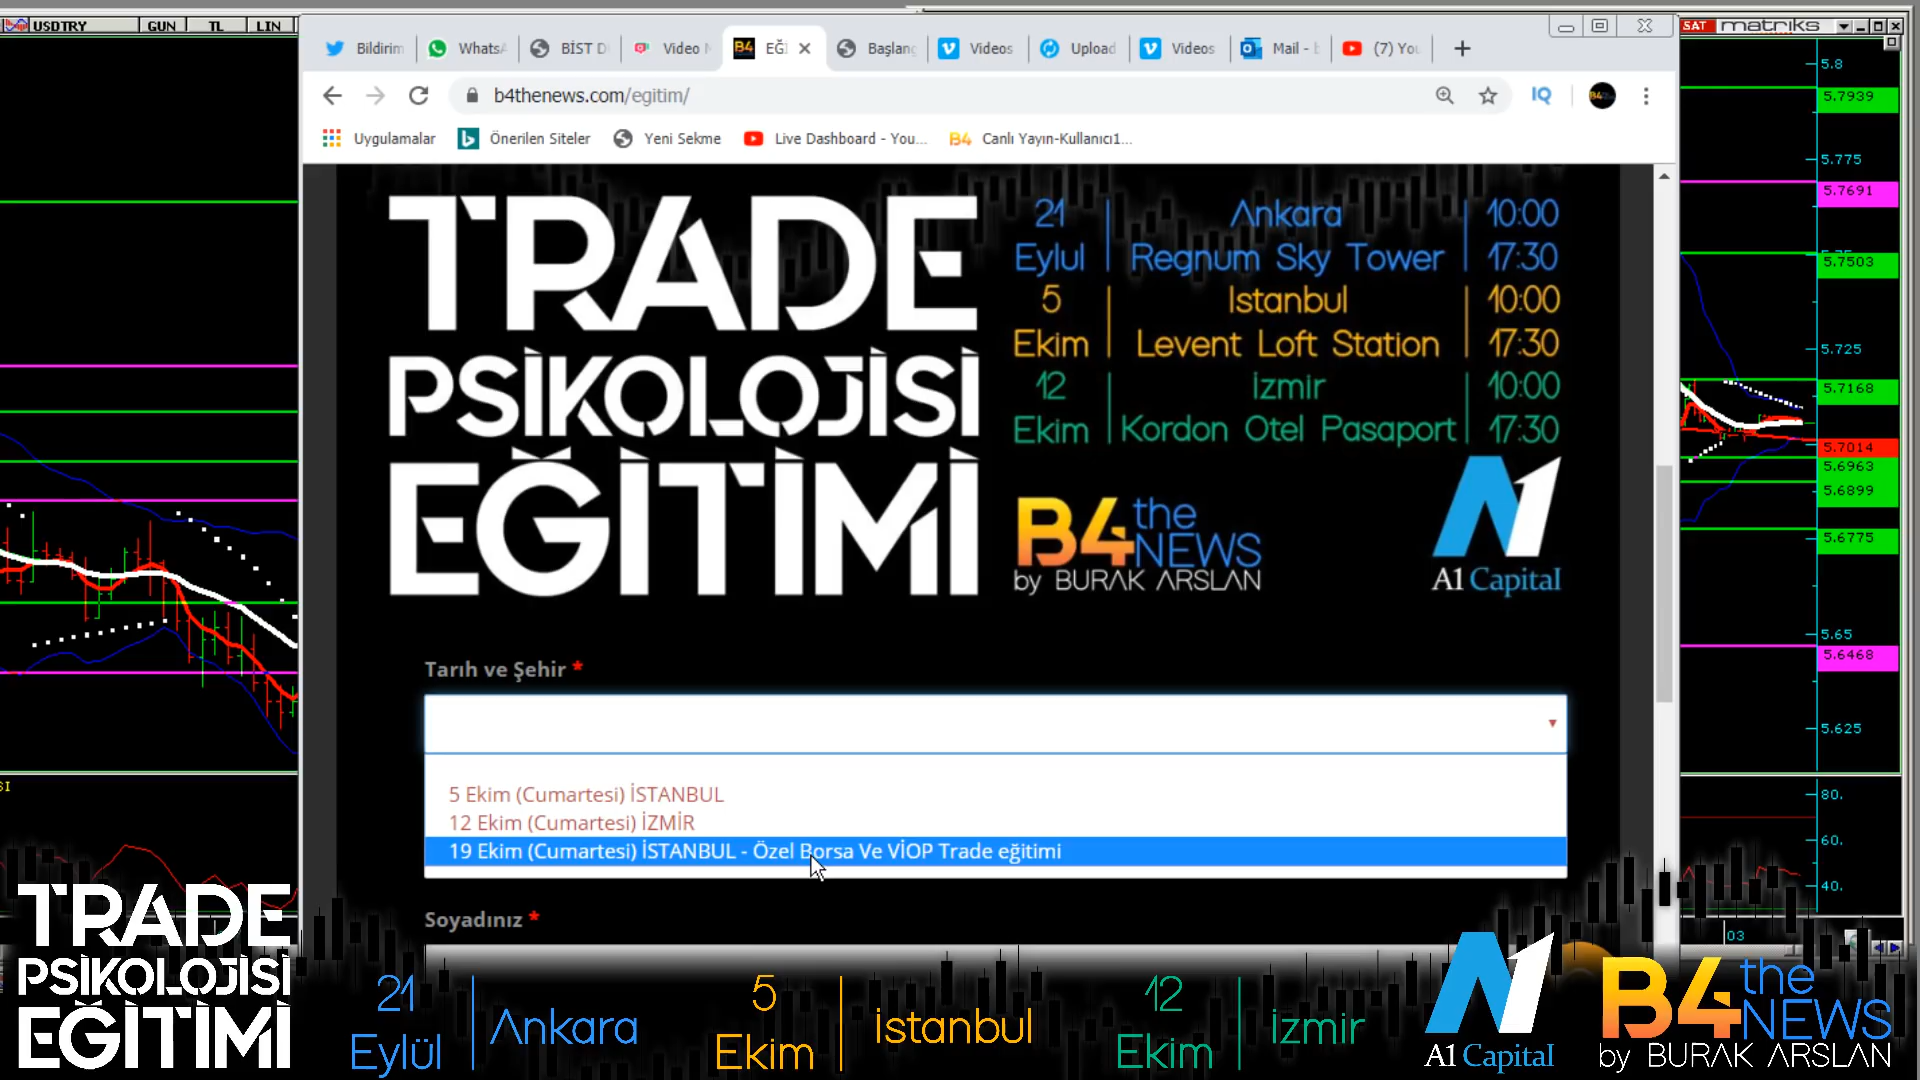 USDTRY GUN TL LIN
Bildirim
WhatsA
BİST D
Video
EĞİ
Başlang
Videos
Upload
Videos
Mail -
(7) You
SAT matriks
b4thenews.com/egitim/
IQ
Uygulamalar
Önerilen Siteler
Yeni Sekme
Live Dashboard - You...
B4 Canlı Yayın-Kullanıcı1...
TRADE
PSİKOLOJİSİ
EĞİTİMİ
21 Eylul Ankara Regnum Sky Tower 10:00 17:30
5 Ekim Istanbul Levent Loft Station 10:00 17:30
12 Ekim İzmir Kordon Otel Pasaport 10:00 17:30
B4 the NEWS
by BURAK ARSLAN
A1 Capital
Tarıh ve Şehir *
5 Ekim (Cumartesi) İSTANBUL
12 Ekim (Cumartesi) İZMİR
19 Ekim (Cumartesi) İSTANBUL - Özel Borsa Ve VİOP Trade eğitimi
Soyadınız *
5.8
5.7939
5.775
5.7691
5.7503
5.725
5.7168
5.7014
5.6963
5.6899
5.6775
5.65
5.6468
5.625
80.
60.
40.
03
SI
TRADE
PSİKOLOJİSİ
EĞİTİMİ
21 Eylül Ankara
5 Ekim İstanbul
12 Ekim İzmir
A1 Capital
B4 the NEWS
by BURAK ARSLAN